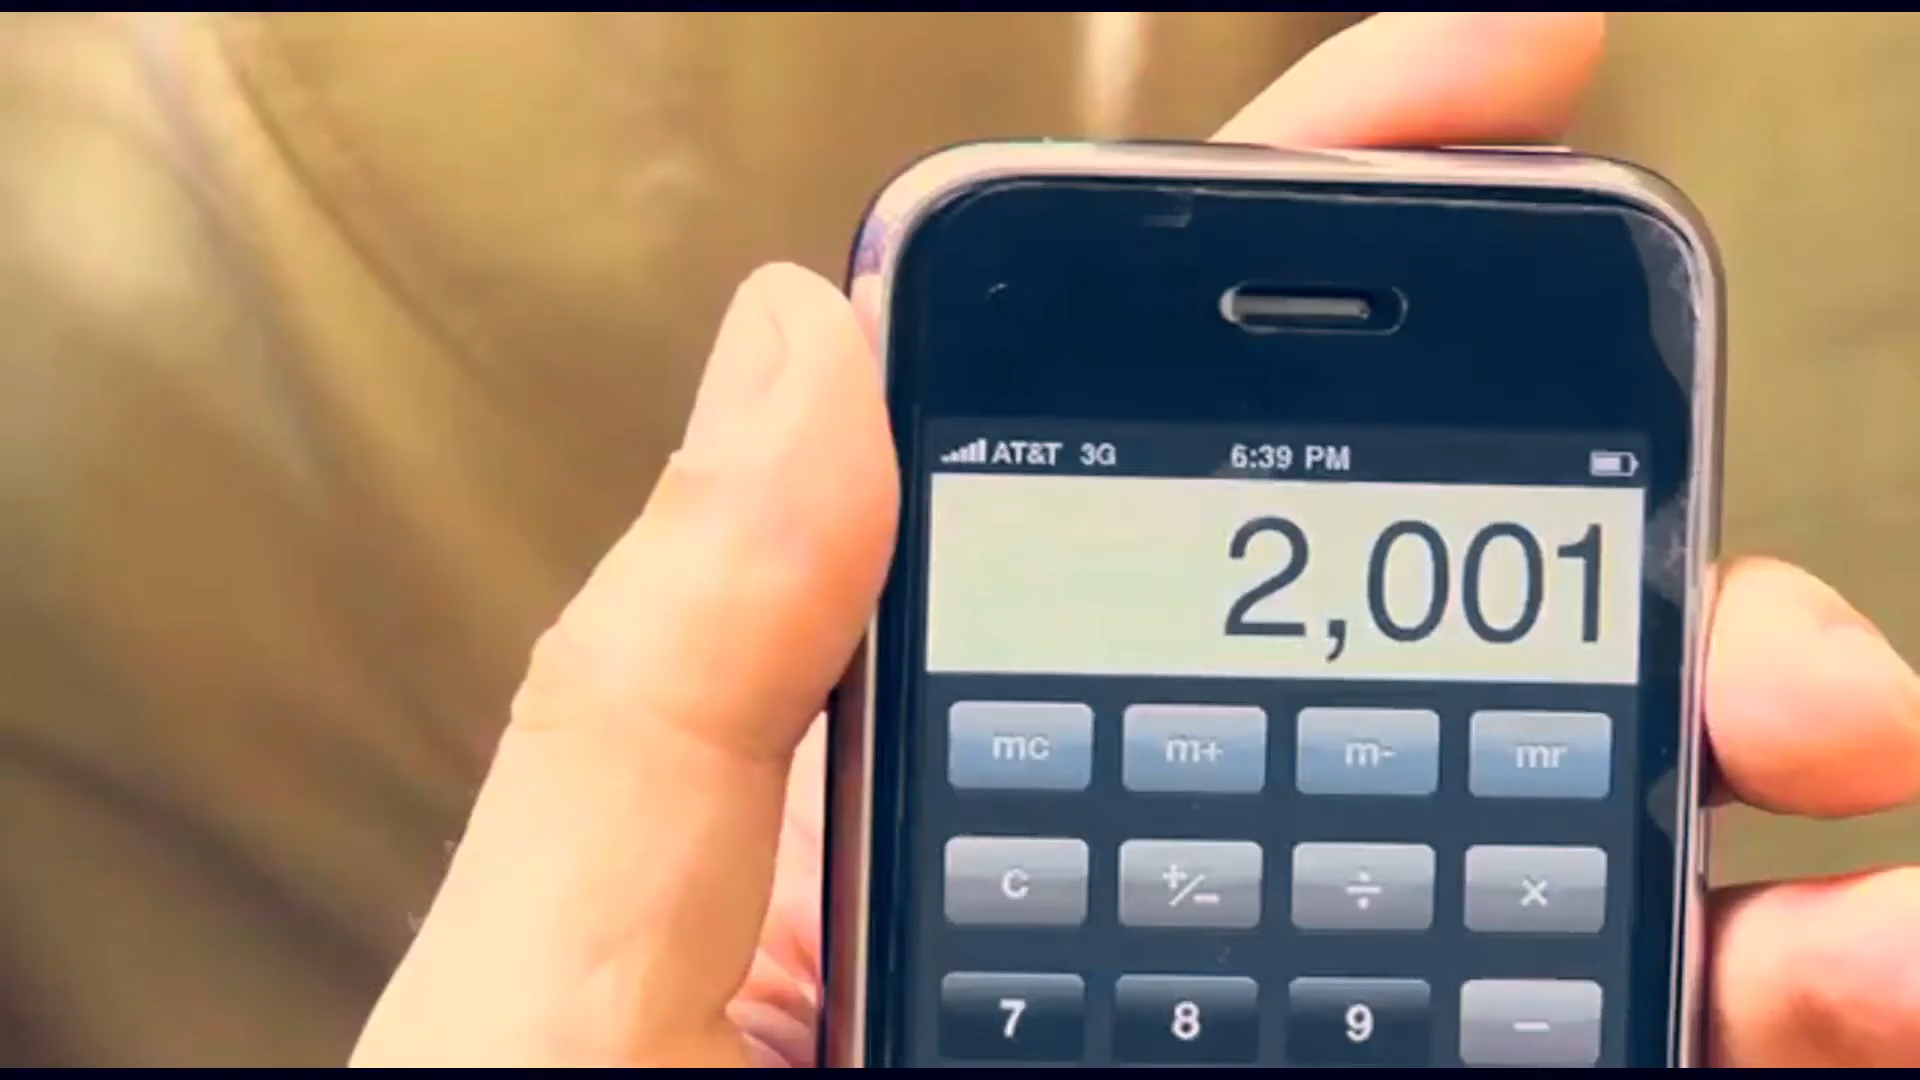 AT&T 3G 6:39 PM
2,001
mc m+ m- mr
C +/− ÷ ×
7 8 9 −